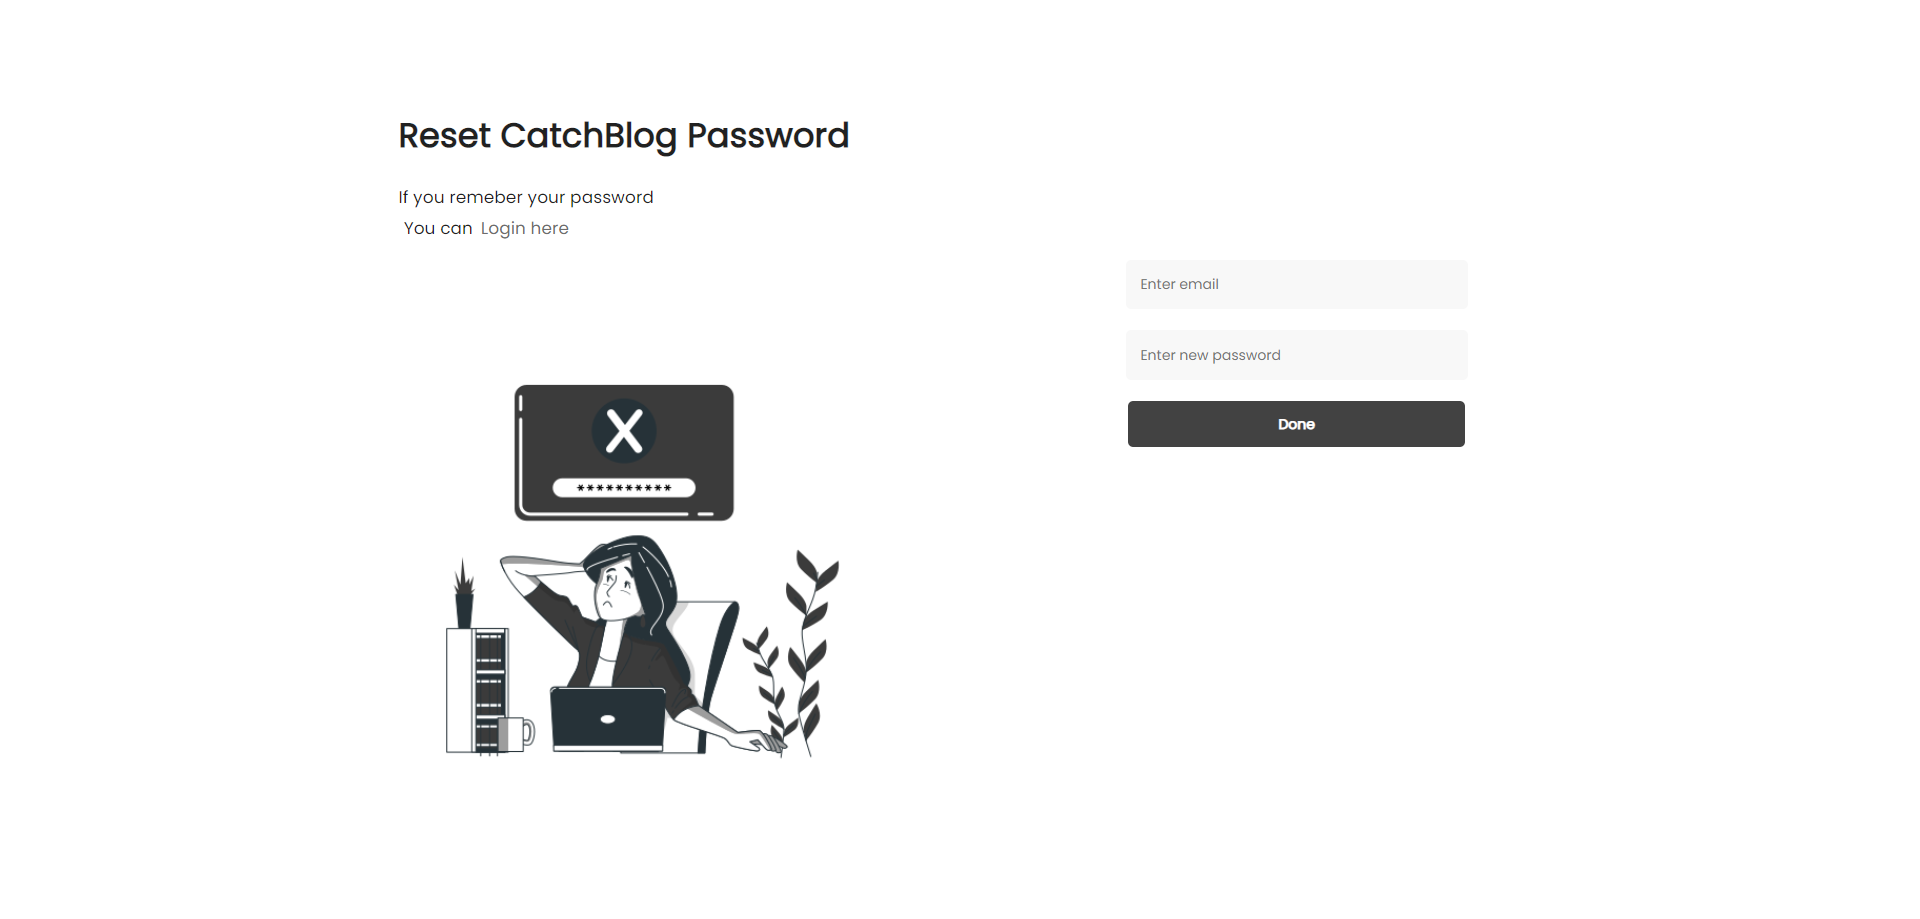 Reset CatchBlog Password
If you remeber your password
You can Login here
Enter email
Enter new password
Done
X
**********